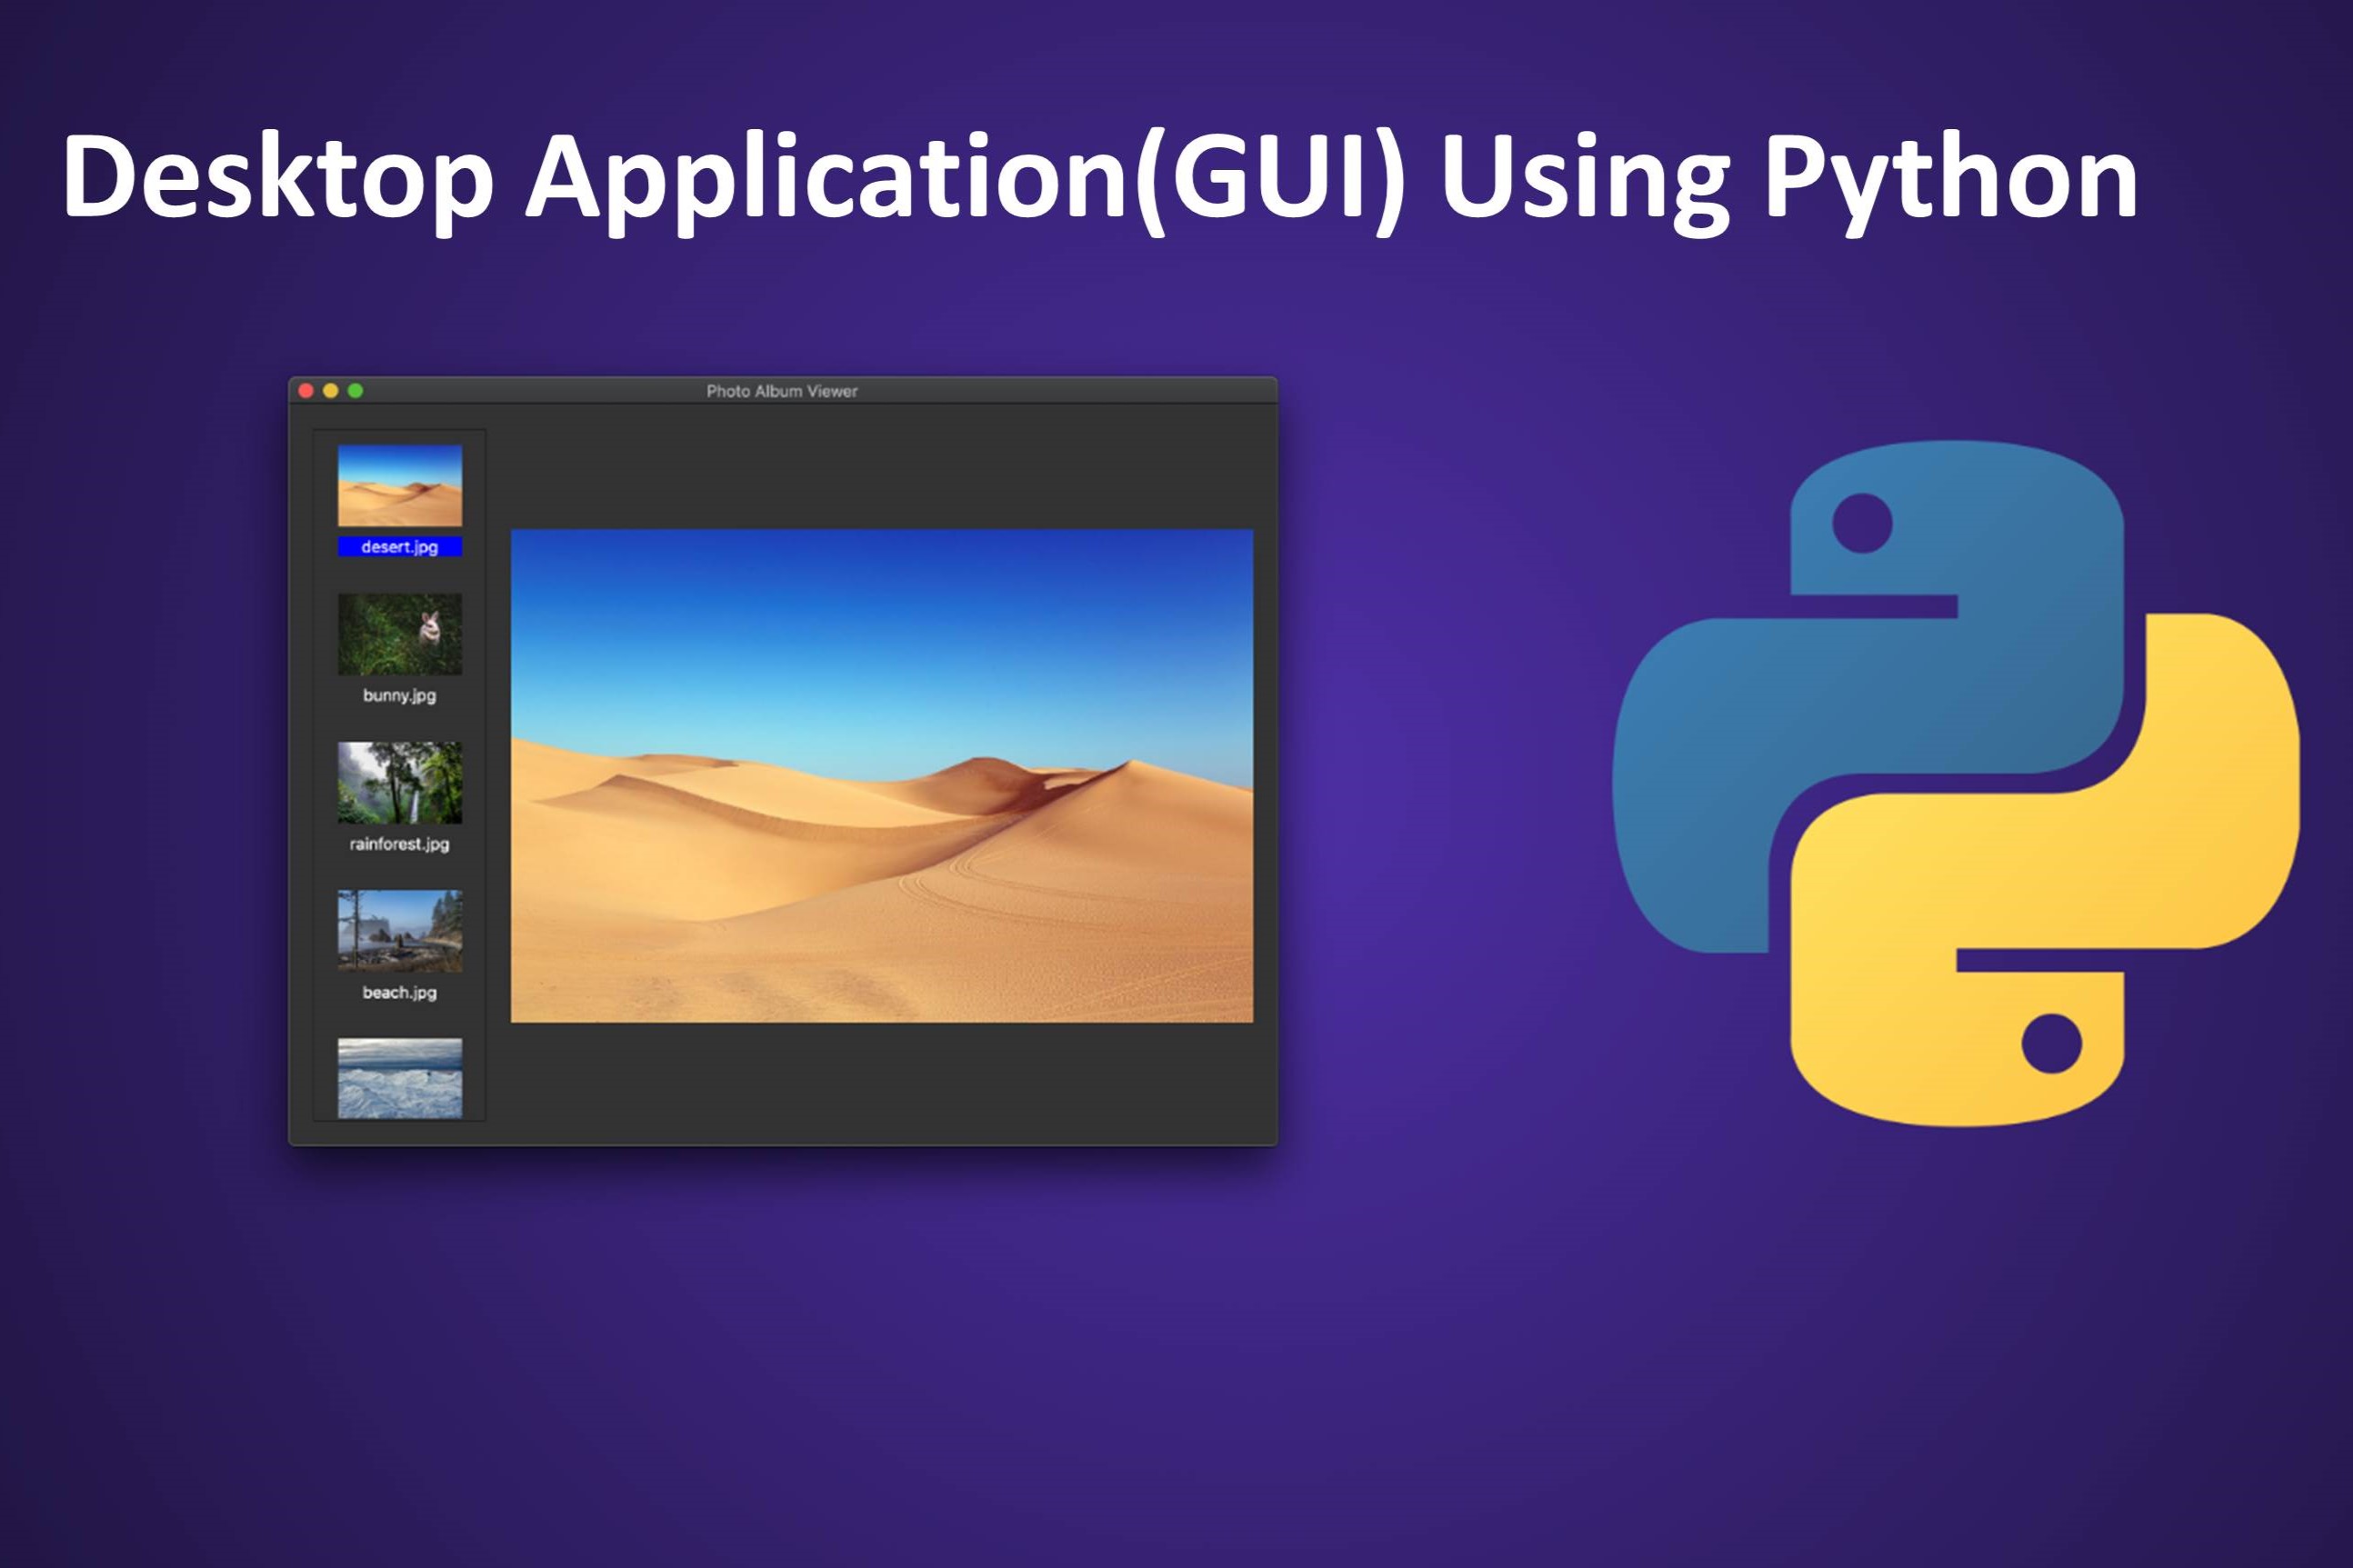 Desktop Application(GUI) Using Python
Photo Album Viewer
desert.jpg
bunny.jpg
rainforest.jpg
beach.jpg